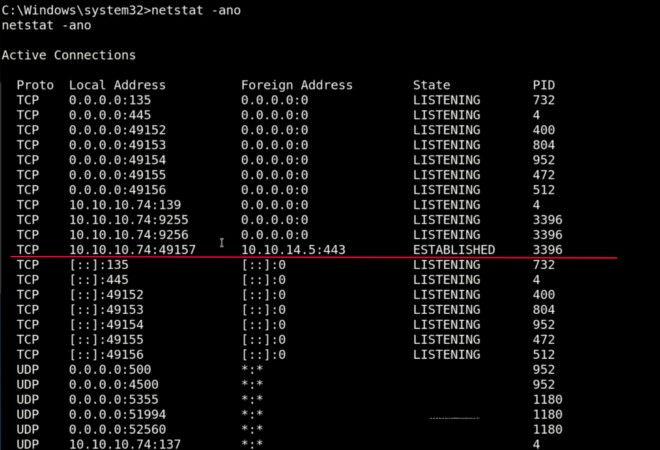 C:\Windows\system32>netstat -ano
netstat -ano
Active Connections
Proto Local Address Foreign Address State PID
TCP 0.0.0.0:135 0.0.0.0:0 LISTENING 732
TCP 0.0.0.0:445 0.0.0.0:0 LISTENING 4
TCP 0.0.0.0:49152 0.0.0.0:0 LISTENING 400
TCP 0.0.0.0:49153 0.0.0.0:0 LISTENING 804
TCP 0.0.0.0:49154 0.0.0.0:0 LISTENING 952
TCP 0.0.0.0:49155 0.0.0.0:0 LISTENING 472
TCP 0.0.0.0:49156 0.0.0.0:0 LISTENING 512
TCP 10.10.10.74:139 0.0.0.0:0 LISTENING 4
TCP 10.10.10.74:9255 0.0.0.0:0 LISTENING 3396
TCP 10.10.10.74:9256 0.0.0.0:0 LISTENING 3396
TCP 10.10.10.74:49157 10.10.14.5:443 ESTABLISHED 3396
TCP [::]:135 [::]:0 LISTENING 732
TCP [::]:445 [::]:0 LISTENING 4
TCP [::]:49152 [::]:0 LISTENING 400
TCP [::]:49153 [::]:0 LISTENING 804
TCP [::]:49154 [::]:0 LISTENING 952
TCP [::]:49155 [::]:0 LISTENING 472
TCP [::]:49156 [::]:0 LISTENING 512
UDP 0.0.0.0:500 *:* 952
UDP 0.0.0.0:4500 *:* 952
UDP 0.0.0.0:5355 *:* 1180
UDP 0.0.0.0:51994 *:* 1180
UDP 0.0.0.0:52560 *:* 1180
UDP 10.10.10.74:137 *:* 4